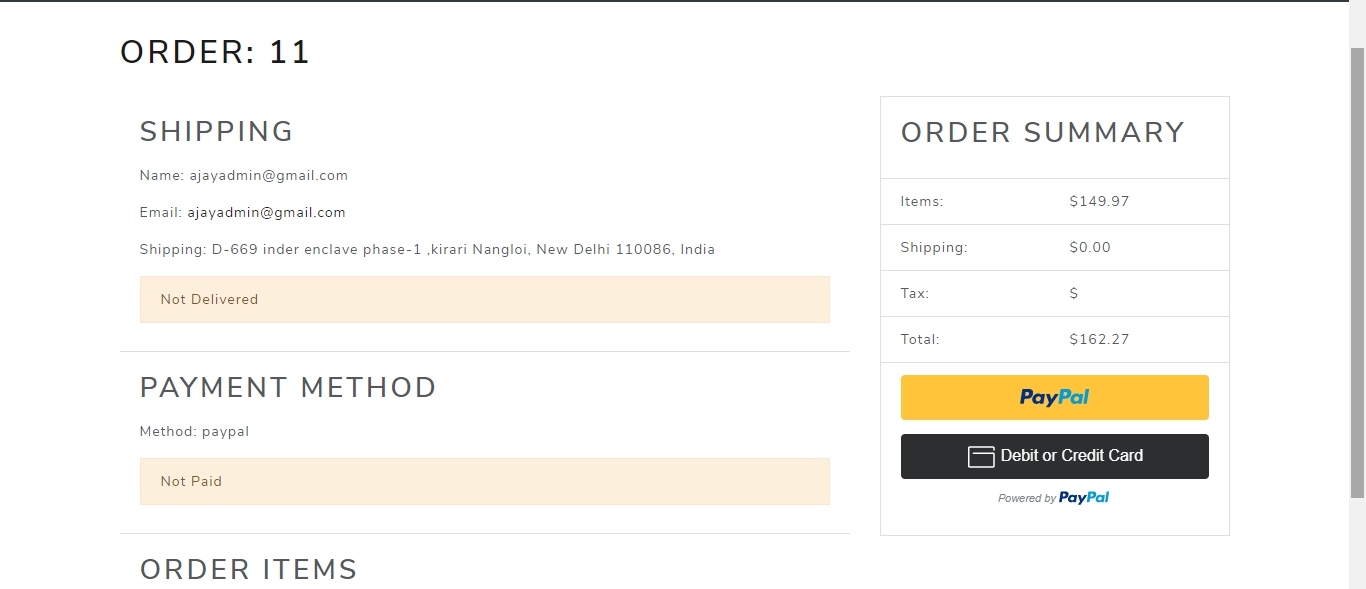 ORDER: 11
SHIPPING
Name: ajayadmin@gmail.com
Email: ajayadmin@gmail.com
Shipping: D-669 inder enclave phase-1 ,kirari Nangloi, New Delhi 110086, India
Not Delivered
PAYMENT METHOD
Method: paypal
Not Paid
ORDER ITEMS
ORDER SUMMARY
Items: $149.97
Shipping: $0.00
Tax: $
Total: $162.27
PayPal
Debit or Credit Card
Powered by PayPal